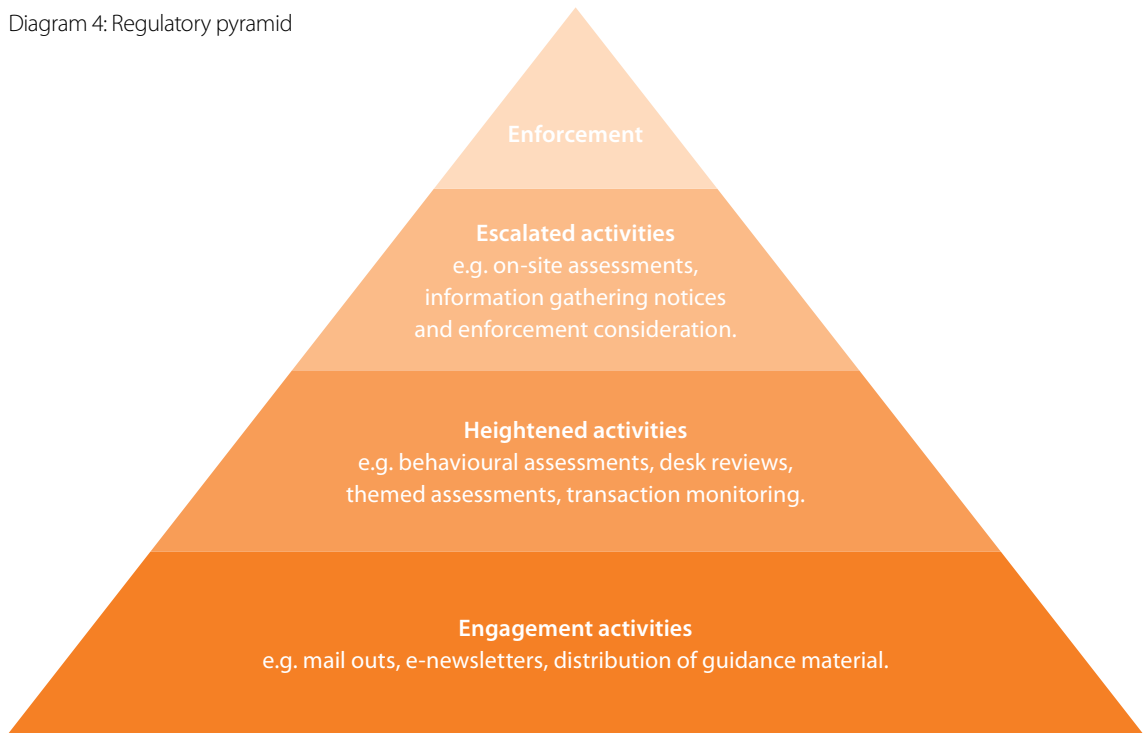 Diagram 4: Regulatory pyramid
Enforcement
Escalated activities
e.g. on-site assessments,
information gathering notices
and enforcement consideration.
Heightened activities
e.g. behavioural assessments, desk reviews,
themed assessments, transaction monitoring.
Engagement activities
e.g. mail outs, e-newsletters, distribution of guidance material.